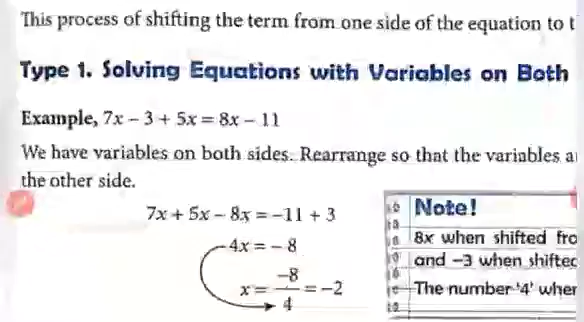 This process of shifting the term from one side of the equation to t
Type 1. Solving Equations with Variables on Both
Example, 7x – 3 + 5x = 8x – 11
We have variables on both sides. Rearrange so that the variables a
the other side.
7x + 5x – 8x = –11 + 3
4x = – 8
x = –8/4 = –2
Note!
8x when shifted fro
and –3 when shifted
The number '4' when